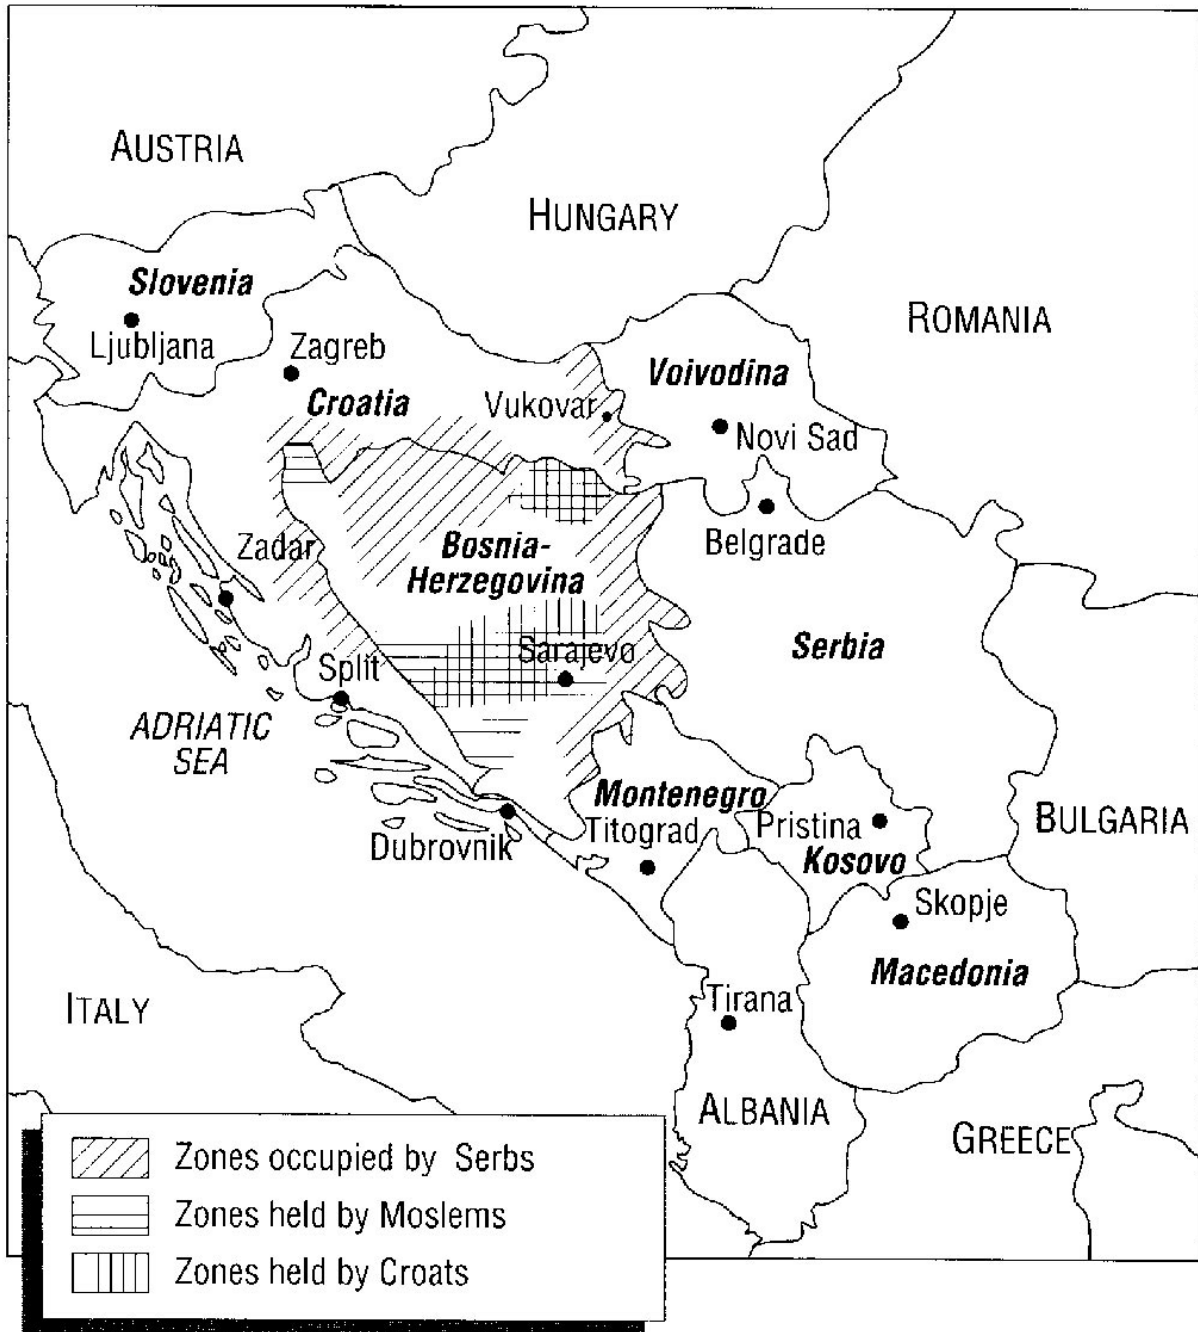 AUSTRIA
HUNGARY
Slovenia
Ljubljana
ROMANIA
Zagreb
Croatia
Voivodina
Vukovar
Novi Sad
Belgrade
Zadar
Bosnia-
Herzegovina
Serbia
Sarajevo
Split
ADRIATIC
SEA
Montenegro
Titograd
Dubrovnik
Pristina
Kosovo
BULGARIA
Skopje
Macedonia
ITALY
Tirana
ALBANIA
GREECE
Zones occupied by Serbs
Zones held by Moslems
Zones held by Croats